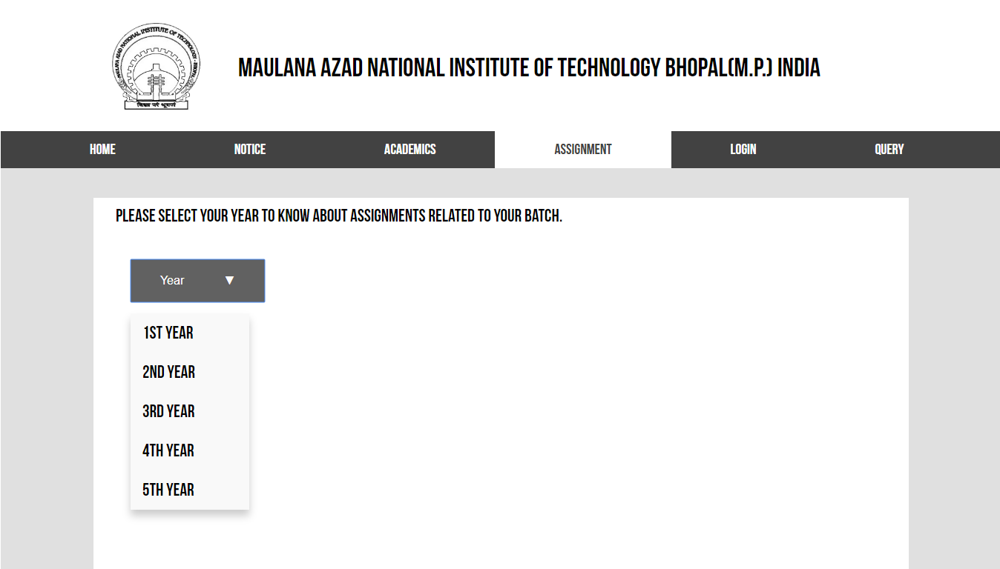 MAULANA AZAD NATIONAL INSTITUTE OF TECHNOLOGY BHOPAL(M.P.) INDIA
HOME NOTICE ACADEMICS ASSIGNMENT LOGIN QUERY
PLEASE SELECT YOUR YEAR TO KNOW ABOUT ASSIGNMENTS RELATED TO YOUR BATCH.
Year ▼
1ST YEAR
2ND YEAR
3RD YEAR
4TH YEAR
5TH YEAR